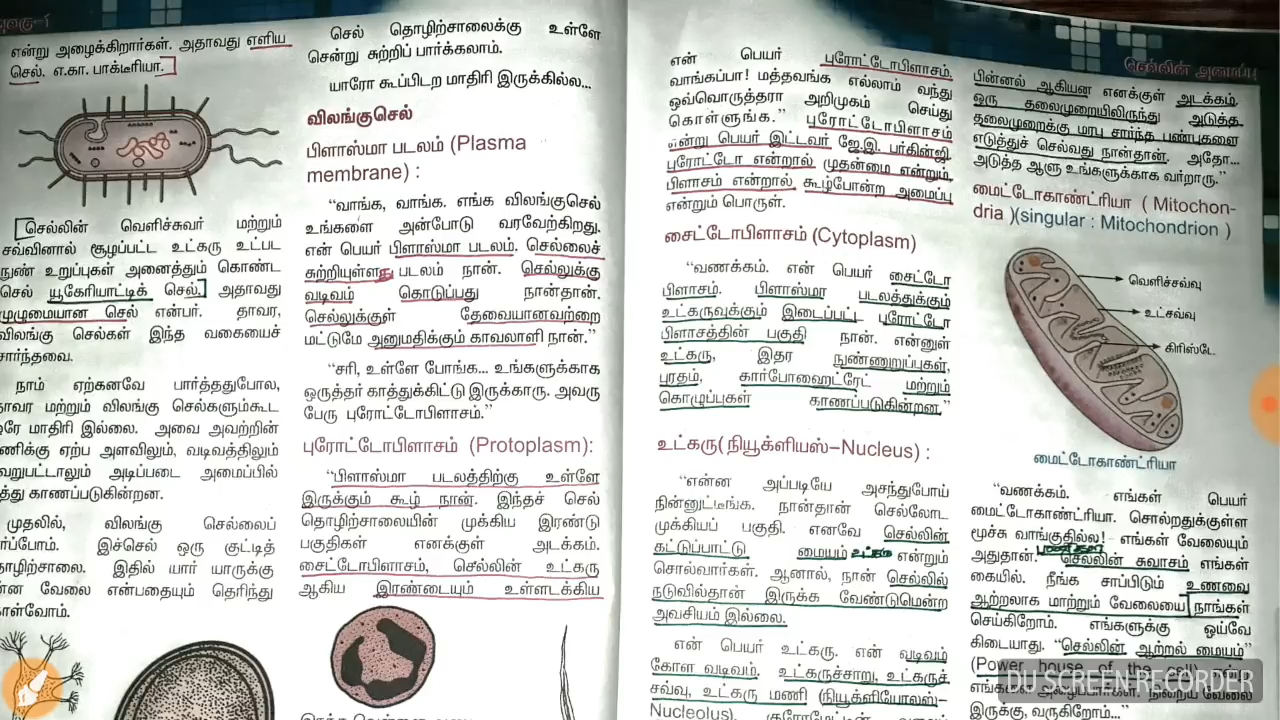 அலகு-1
என்று அழைக்கிறார்கள். அதாவது எளிய
செல். எ.கா. பாக்டீரியா.
செல்லின் வெளிச்சுவர் மற்றும்
சவ்வினால் சூழப்பட்ட உட்கரு உட்பட
நுண் உறுப்புகள் அனைத்தும் கொண்ட
செல் யூகேரியாட்டிக் செல். அதாவது
முழுமையான செல் என்பர். தாவர,
விலங்கு செல்கள் இந்த வகையைச்
சார்ந்தவை.
நாம் ஏற்கனவே பார்த்ததுபோல,
தாவர மற்றும் விலங்கு செல்களும்கூட
ஒரே மாதிரி இல்லை. அவை அவற்றின்
பணிக்கு ஏற்ப அளவிலும், வடிவத்திலும்
வேறுபட்டாலும் அடிப்படை அமைப்பில்
காணப்படுகின்றன.
முதலில், விலங்கு செல்லைப்
பார்ப்போம். இச்செல் ஒரு குட்டித்
தொழிற்சாலை. இதில் யார் யாருக்கு
என்ன வேலை என்பதையும் தெரிந்து
கொள்வோம்.
செல் தொழிற்சாலைக்கு உள்ளே
சென்று சுற்றிப் பார்க்கலாம்.
யாரோ கூப்பிடற மாதிரி இருக்கில்ல...
விலங்குசெல்
பிளாஸ்மா படலம் (Plasma
membrane) :
“வாங்க, வாங்க. எங்க விலங்குசெல்
உங்களை அன்போடு வரவேற்கிறது.
என் பெயர் பிளாஸ்மா படலம். செல்லைச்
சுற்றியுள்ள படலம் நான். செல்லுக்கு
வடிவம் கொடுப்பது நான்தான்.
செல்லுக்குள் தேவையானவற்றை
மட்டுமே அனுமதிக்கும் காவலாளி நான்.”
“சரி, உள்ளே போங்க... உங்களுக்காக
ஒருத்தர் காத்துக்கிட்டு இருக்காரு. அவரு
பேரு புரோட்டோபிளாசம்.”
புரோட்டோபிளாசம் (Protoplasm):
“பிளாஸ்மா படலத்திற்கு உள்ளே
இருக்கும் கூழ் நான். இந்தச் செல்
தொழிற்சாலையின் முக்கிய இரண்டு
பகுதிகள் எனக்குள் அடக்கம்.
சைட்டோபிளாசம், செல்லின் உட்கரு
ஆகிய இரண்டையும் உள்ளடக்கிய
என் பெயர் புரோட்டோபிளாசம்.
வாங்கப்பா! மத்தவங்க எல்லாம் வந்து
ஒவ்வொருத்தரா அறிமுகம் செய்து
கொள்ளுங்க.” புரோட்டோபிளாசம்
என்று பெயர் இட்டவர் ஜே.இ. பர்கின்ஜி.
புரோட்டோ என்றால் முதன்மை என்றும்,
பிளாசம் என்றால் கூழ்போன்ற அமைப்பு
என்றும் பொருள்.
சைட்டோபிளாசம் (Cytoplasm)
“வணக்கம். என் பெயர் சைட்டோ
பிளாசம். பிளாஸ்மா படலத்துக்கும்
உட்கருவுக்கும் இடைப்பட்ட புரோட்டோ
பிளாசத்தின் பகுதி நான். என்னுள்
உட்கரு, இதர நுண்ணுறுப்புகள்,
புரதம், கார்போஹைட்ரேட் மற்றும்
கொழுப்புகள் காணப்படுகின்றன.”
உட்கரு( நியூக்ளியஸ்–Nucleus) :
“என்ன அப்படியே அசந்துபோய்
நின்னுட்டீங்க. நான்தான் செல்லோட
முக்கியப் பகுதி. எனவே செல்லின்
கட்டுப்பாட்டு மையம் என்றும்
சொல்வார்கள். ஆனால், நான் செல்லில்
நடுவில்தான் இருக்க வேண்டுமென்ற
அவசியம் இல்லை.
என் பெயர் உட்கரு. என் வடிவம்
கோள வடிவம். உட்கருச்சாறு, உட்கருச்
சவ்வு, உட்கரு மணி (நியூக்ளியோலஸ்–
Nucleolus),
செல்லின் அமைப்பு
பின்னல் ஆகியன எனக்குள் அடக்கம்.
ஒரு தலைமுறையிலிருந்து அடுத்த
தலைமுறைக்கு மரபு சார்ந்த பண்புகளை
எடுத்துச் செல்வது நான்தான். அதோ...
அடுத்த ஆளு உங்களுக்காக வர்றாரு.”
மைட்டோகாண்ட்ரியா ( Mitochon-
dria )(singular : Mitochondrion )
வெளிச்சவ்வு
உட்சவ்வு
கிரிஸ்டே
மைட்டோகாண்ட்ரியா
“வணக்கம். எங்கள் பெயர்
மைட்டோகாண்ட்ரியா. சொல்றதுக்குள்ள
மூச்சு வாங்குதில்ல! எங்கள் வேலையும்
அதுதான். செல்லின் சுவாசம் எங்கள்
கையில். நீங்க சாப்பிடும் உணவை
ஆற்றலாக மாற்றும் வேலையை நாங்கள்
செய்கிறோம். எங்களுக்கு ஓய்வே
கிடையாது. “செல்லின் ஆற்றல் மையம்”
(Power house of the cell)
இருக்கு, வருகிறோம்...”
DU SCREEN RECORDER